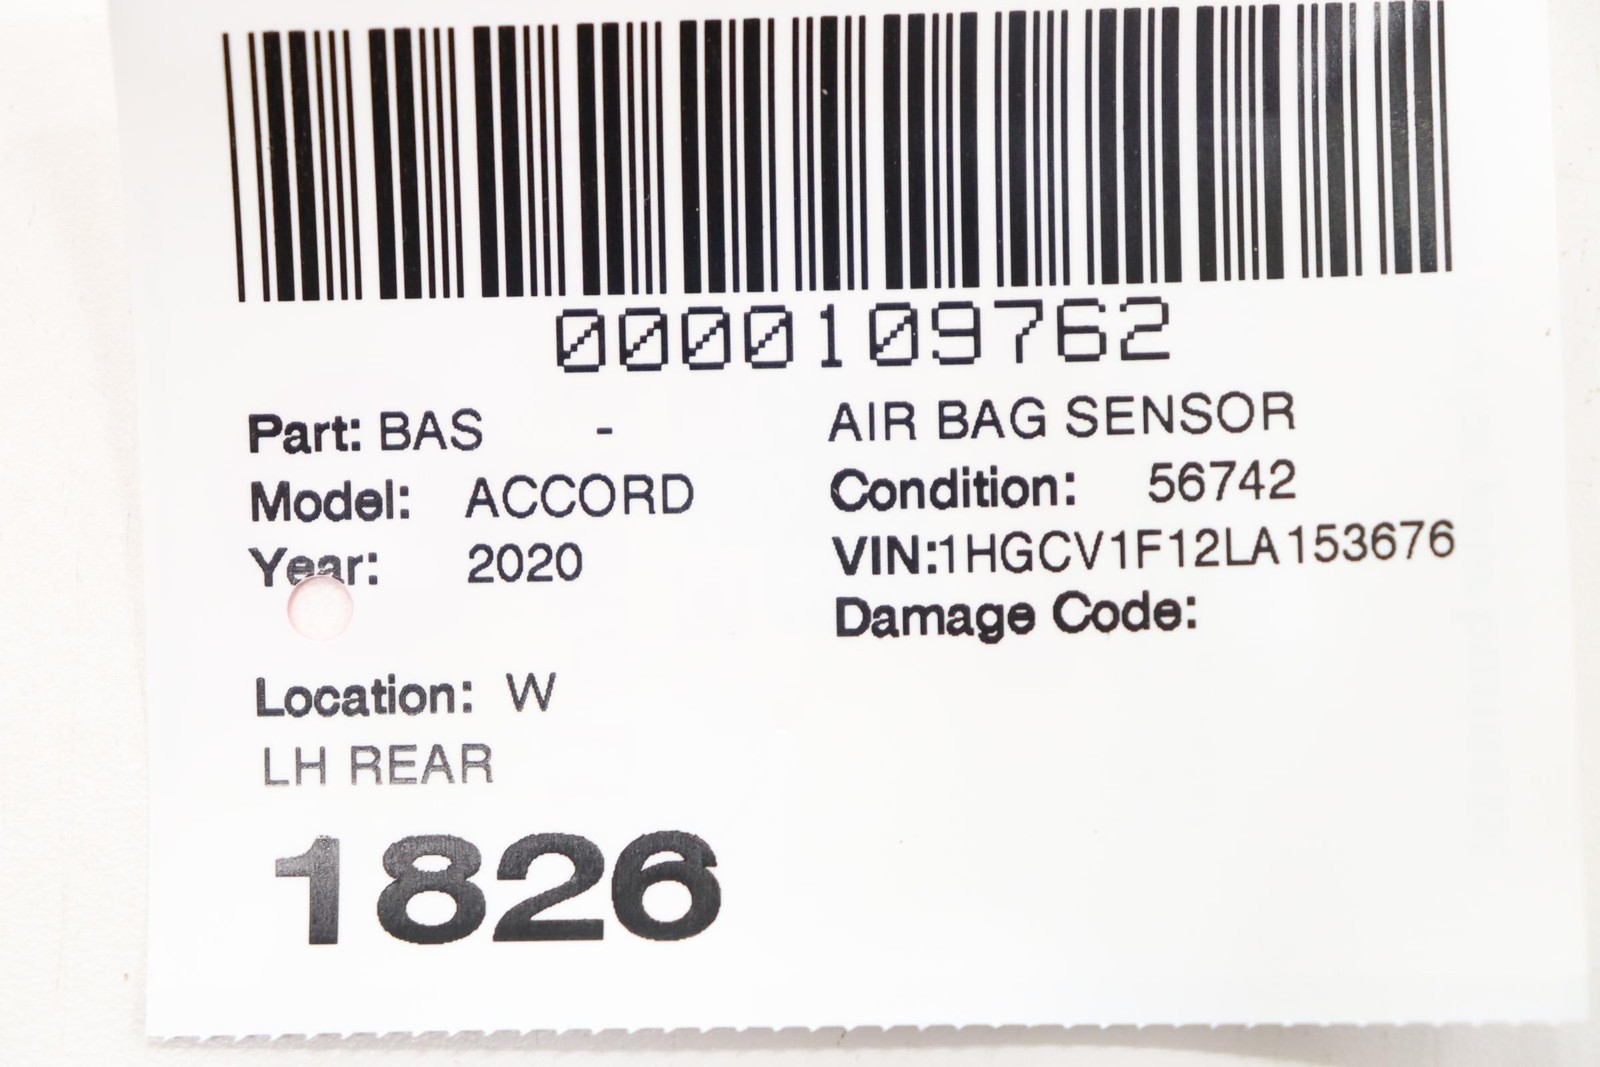 0000109762
Part: BAS - AIR BAG SENSOR
Model: ACCORD Condition: 56742
Year: 2020 VIN:1HGCV1F12LA153676
Damage Code:
Location: W
LH REAR
1826